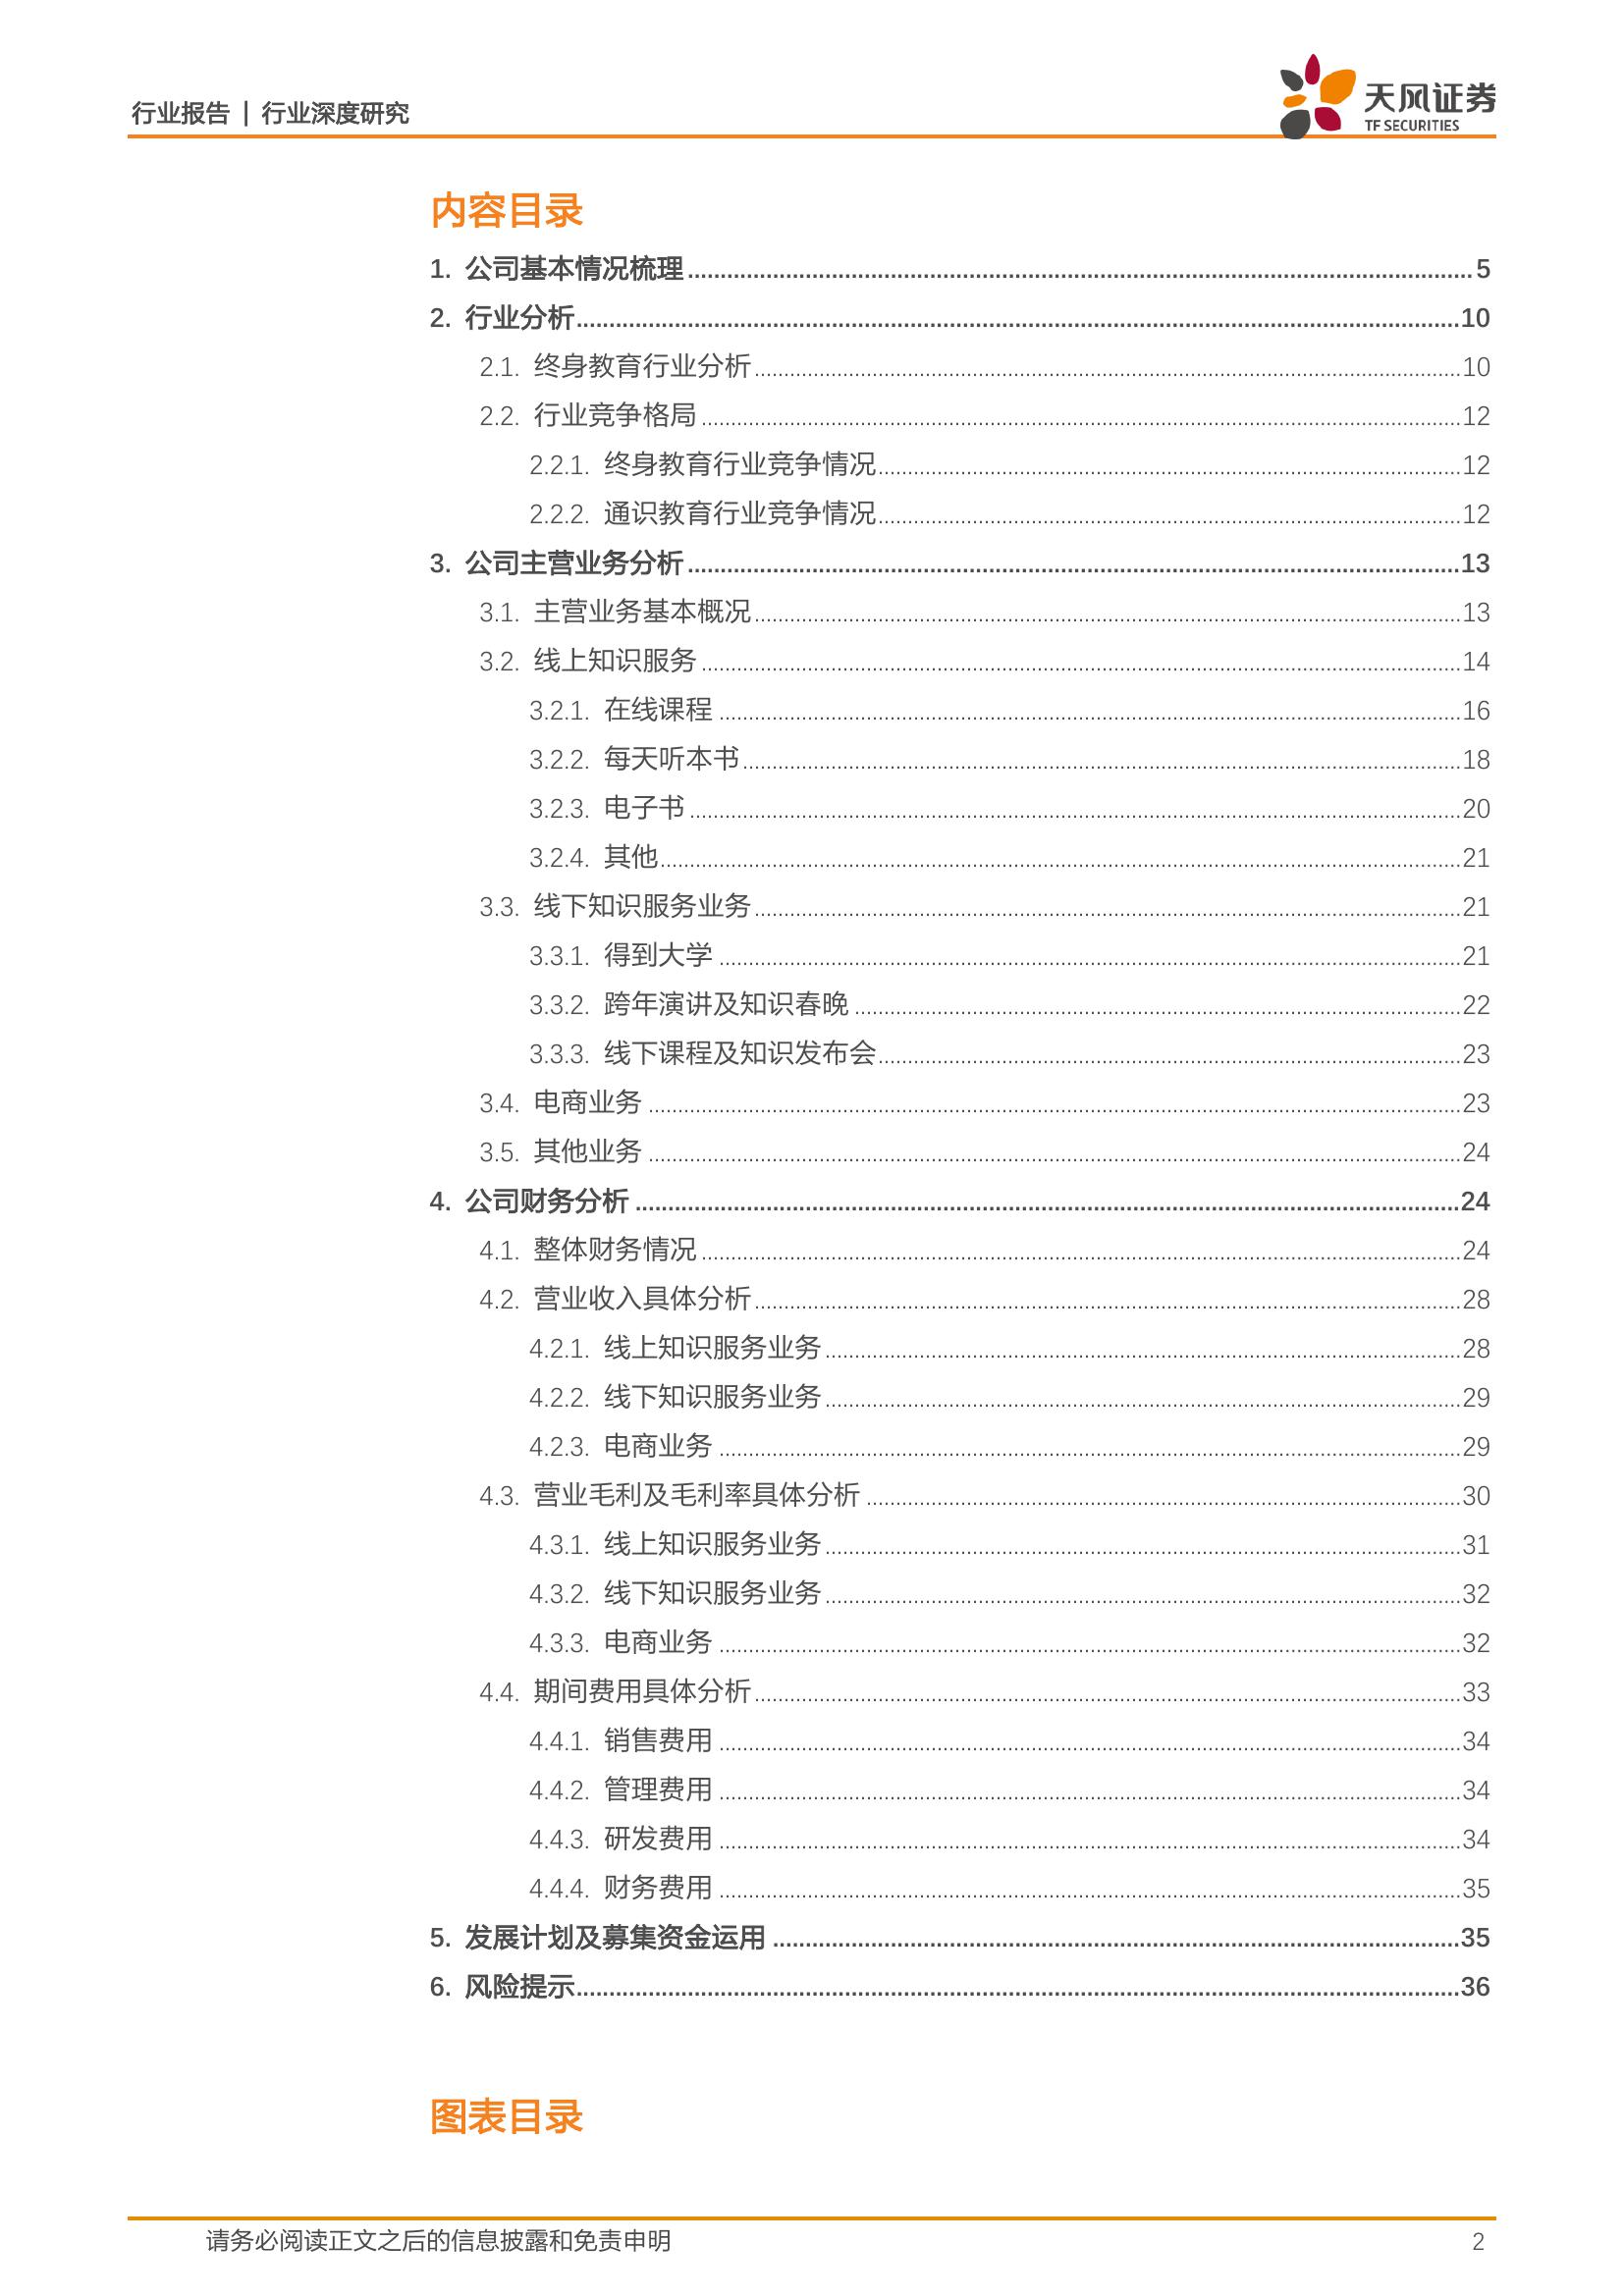 行业报告 | 行业深度研究
天风证券
TF SECURITIES
内容目录
1. 公司基本情况梳理 5
2. 行业分析 10
2.1. 终身教育行业分析 10
2.2. 行业竞争格局 12
2.2.1. 终身教育行业竞争情况 12
2.2.2. 通识教育行业竞争情况 12
3. 公司主营业务分析 13
3.1. 主营业务基本概况 13
3.2. 线上知识服务 14
3.2.1. 在线课程 16
3.2.2. 每天听本书 18
3.2.3. 电子书 20
3.2.4. 其他 21
3.3. 线下知识服务业务 21
3.3.1. 得到大学 21
3.3.2. 跨年演讲及知识春晚 22
3.3.3. 线下课程及知识发布会 23
3.4. 电商业务 23
3.5. 其他业务 24
4. 公司财务分析 24
4.1. 整体财务情况 24
4.2. 营业收入具体分析 28
4.2.1. 线上知识服务业务 28
4.2.2. 线下知识服务业务 29
4.2.3. 电商业务 29
4.3. 营业毛利及毛利率具体分析 30
4.3.1. 线上知识服务业务 31
4.3.2. 线下知识服务业务 32
4.3.3. 电商业务 32
4.4. 期间费用具体分析 33
4.4.1. 销售费用 34
4.4.2. 管理费用 34
4.4.3. 研发费用 34
4.4.4. 财务费用 35
5. 发展计划及募集资金运用 35
6. 风险提示 36
图表目录
请务必阅读正文之后的信息披露和免责申明 2